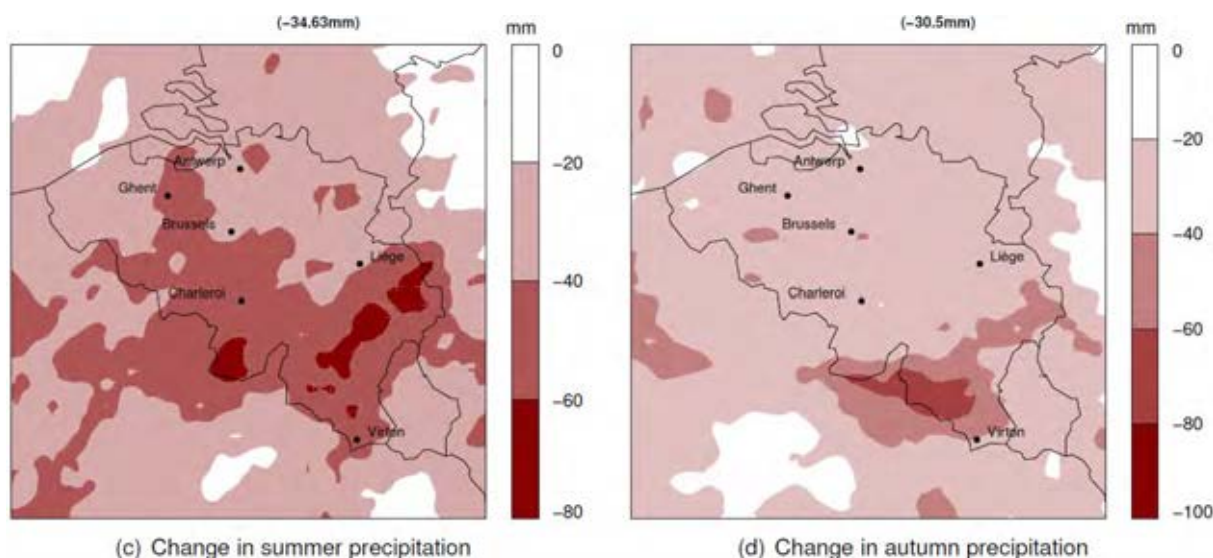 (−34.63mm)
mm
0
−20
−40
−60
−80
Antwerp
Ghent
Brussels
Liège
Charleroi
Virton
(c) Change in summer precipitation
(−30.5mm)
mm
0
−20
−40
−60
−80
−100
Antwerp
Ghent
Brussels
Liège
Charleroi
Virton
(d) Change in autumn precipitation